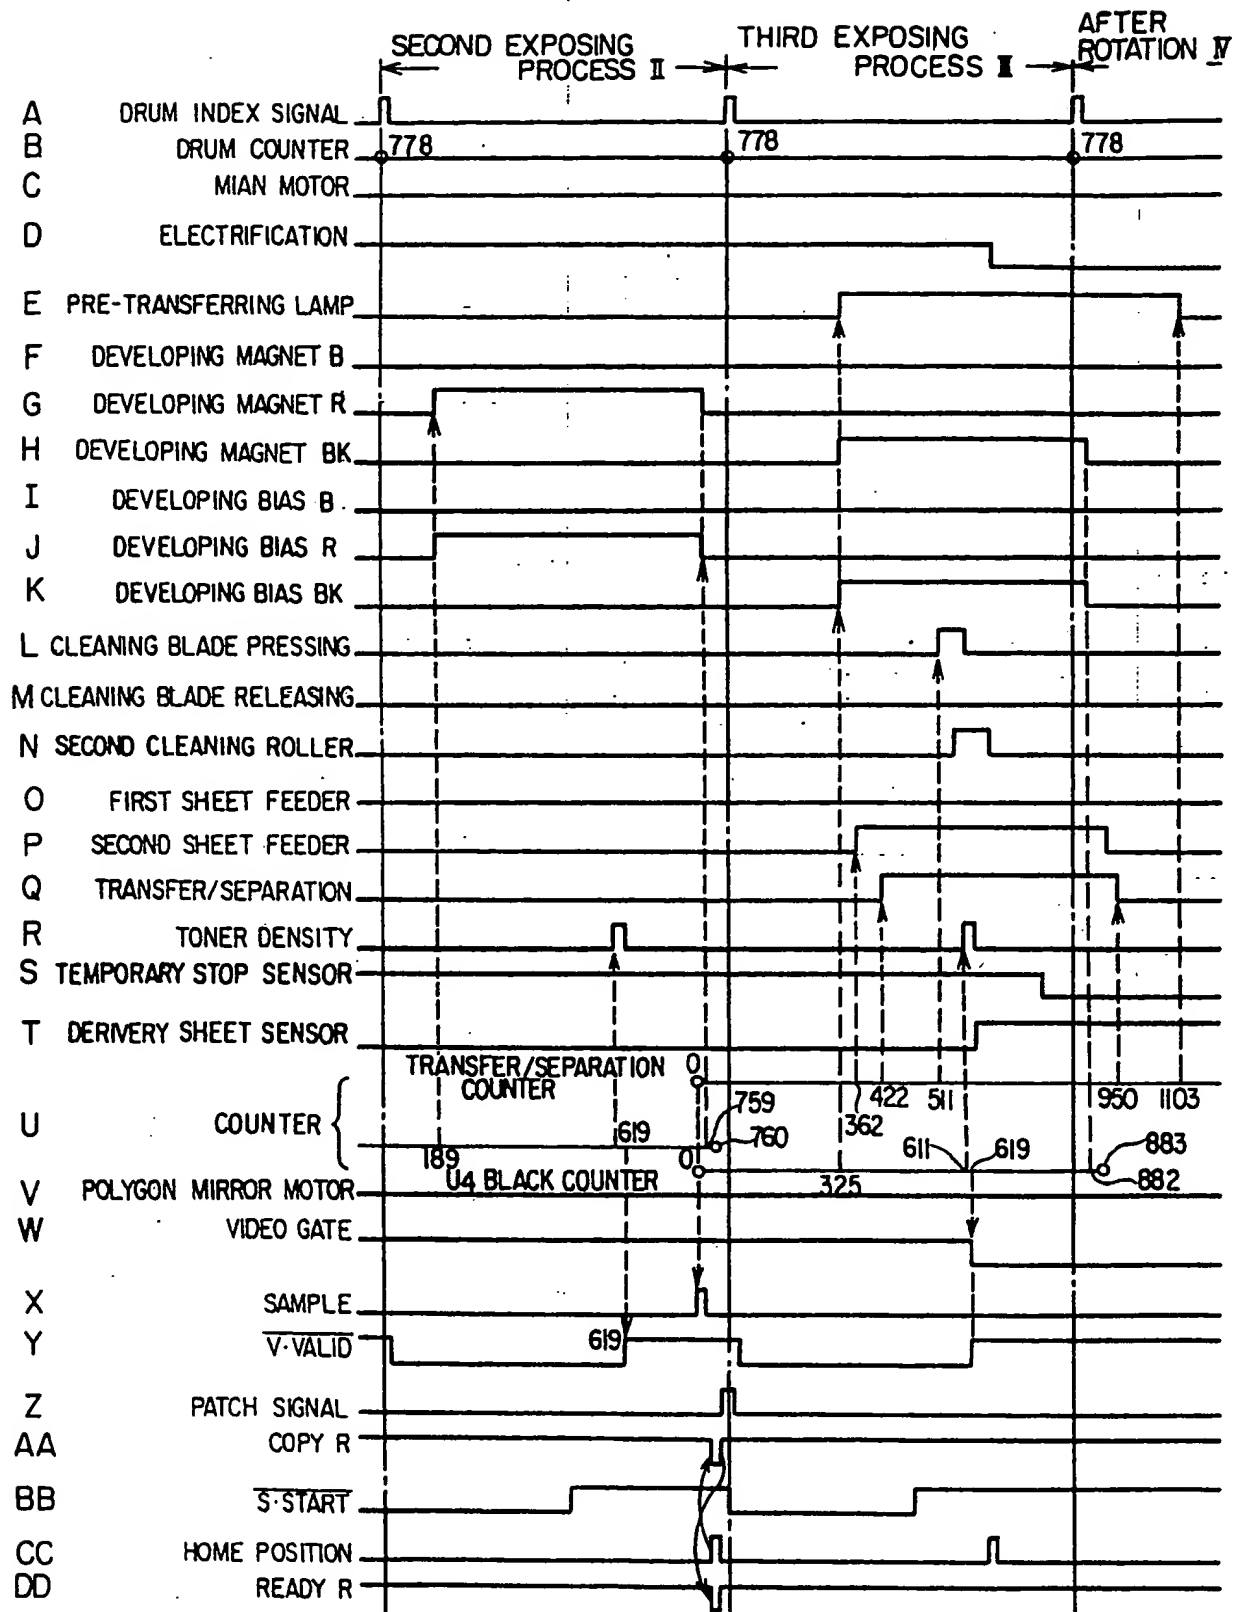 SECOND EXPOSING
PROCESS II
THIRD EXPOSING
PROCESS III
AFTER
ROTATION IV
A DRUM INDEX SIGNAL
B DRUM COUNTER 778 778 778
C MIAN MOTOR
D ELECTRIFICATION
E PRE-TRANSFERRING LAMP
F DEVELOPING MAGNET B
G DEVELOPING MAGNET R
H DEVELOPING MAGNET BK
I DEVELOPING BIAS B
J DEVELOPING BIAS R
K DEVELOPING BIAS BK
L CLEANING BLADE PRESSING
M CLEANING BLADE RELEASING
N SECOND CLEANING ROLLER
O FIRST SHEET FEEDER
P SECOND SHEET FEEDER
Q TRANSFER/SEPARATION
R TONER DENSITY
S TEMPORARY STOP SENSOR
T DERIVERY SHEET SENSOR
TRANSFER/SEPARATION
COUNTER
0
362 422 511 950 1103
U COUNTER
189 619 759 760
U4 BLACK COUNTER
0 325 611 619 883 882
V POLYGON MIRROR MOTOR
W VIDEO GATE
X SAMPLE
Y V·VALID 619
Z PATCH SIGNAL
AA COPY R
BB S·START
CC HOME POSITION
DD READY R